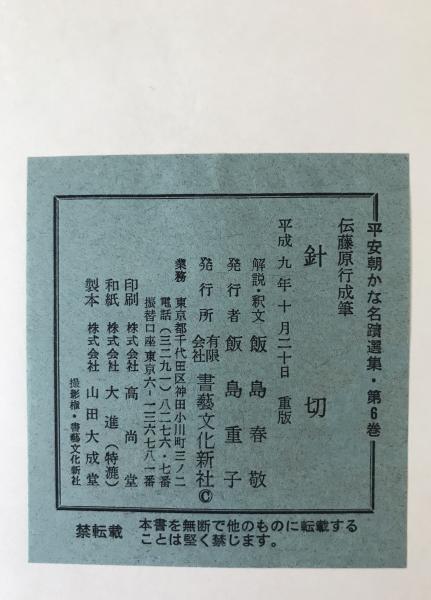 平安朝かな名蹟選集・第6巻
伝藤原行成筆
針切
平成九年十月二十日 重版
解説・釈文 飯島春敬
発行者 飯島重子
発行所 有限会社 書藝文化新社 ©
業務 東京都千代田区神田小川町三ノ二
電話(三二九一)八二七六・七番
振替口座東京六―一三六七八一番
印刷 株式会社 高尚堂
和紙 株式会社 大進(特漉)
製本 株式会社 山田大成堂
撮影権・書藝文化新社
禁転載 本書を無断で他のものに転載する
ことは堅く禁じます。